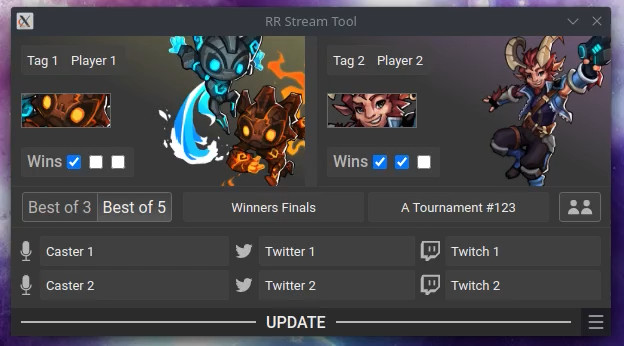 RR Stream Tool
Tag 1 Player 1
Tag 2 Player 2
Wins
Wins
Best of 3 Best of 5 Winners Finals A Tournament #123
Caster 1 Twitter 1 Twitch 1
Caster 2 Twitter 2 Twitch 2
UPDATE